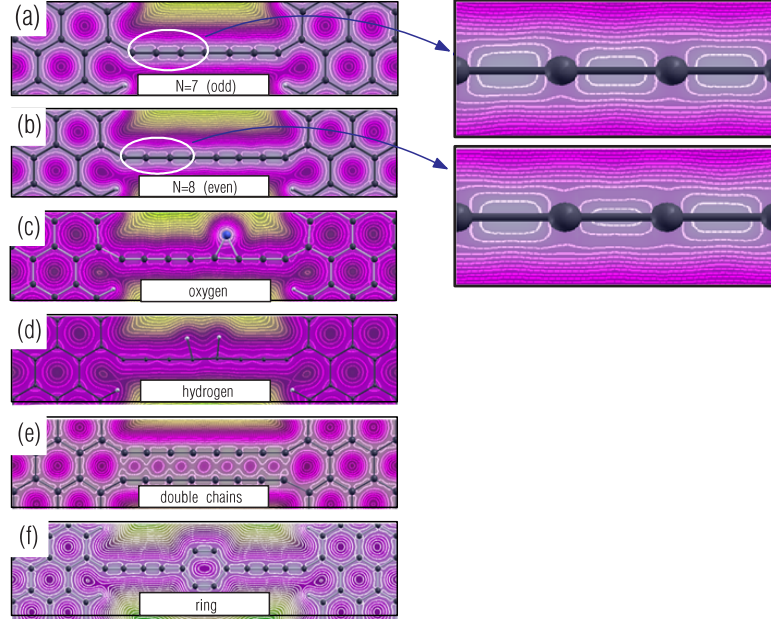 (a)
N=7 (odd)
(b)
N=8 (even)
(c)
oxygen
(d)
hydrogen
(e)
double chains
(f)
ring